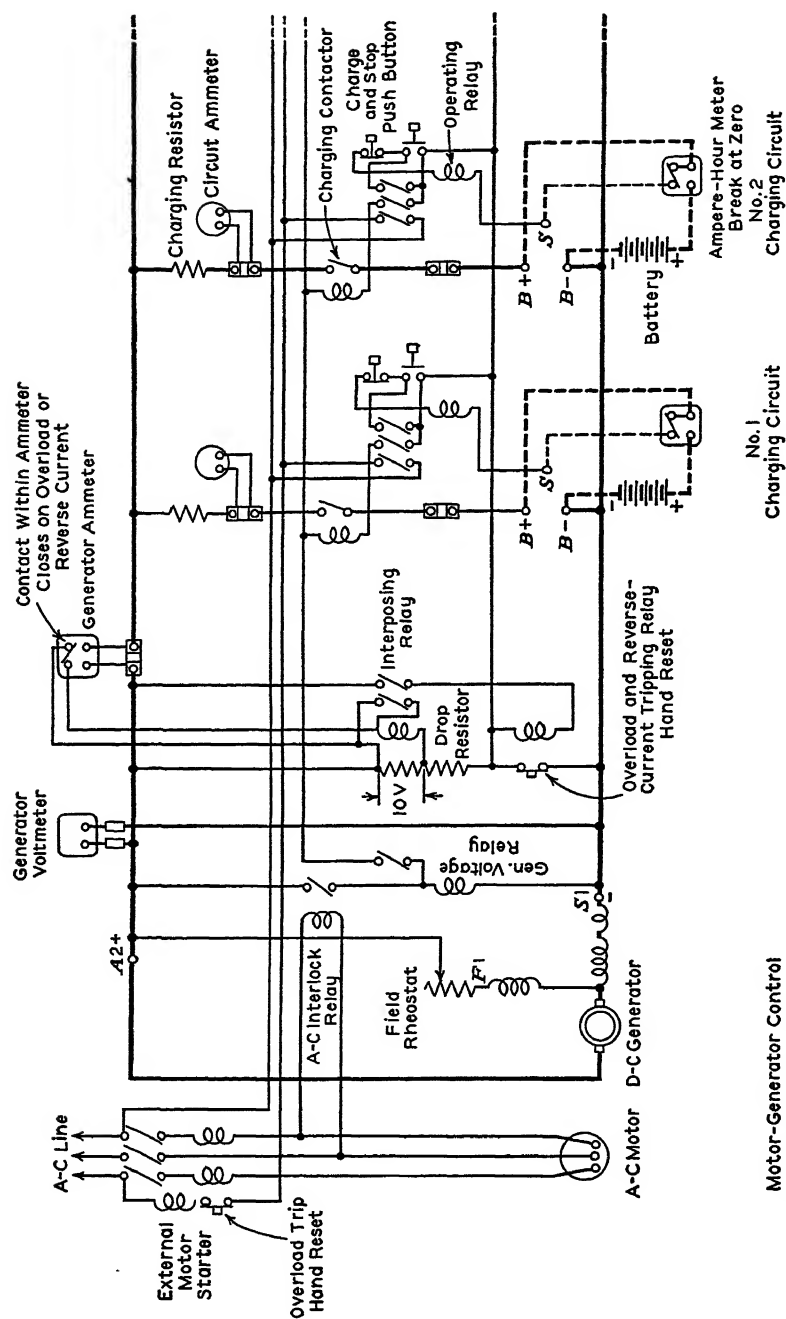 A-C Line
External
Motor
Starter
Overload Trip
Hand Reset
A-C Motor
Motor-Generator Control
A2+
Generator
Voltmeter
A-C Interlock
Relay
Field
Rheostat
F1
D-C Generator
S1
-
Gen. Voltage
Relay
10V
Drop
Resistor
Interposing
Relay
Overload and Reverse-
Current Tripping Relay
Hand Reset
Contact Within Ammeter
Closes on Overload or
Reverse Current
Generator Ammeter
B+
B-
S
-
+
No.1
Charging Circuit
Charging Resistor
Circuit Ammeter
Charging Contactor
Charge
and Stop
Push Button
Operating
Relay
B+
B-
S
-
+
Battery
Ampere-Hour Meter
Break at Zero
No.2
Charging Circuit